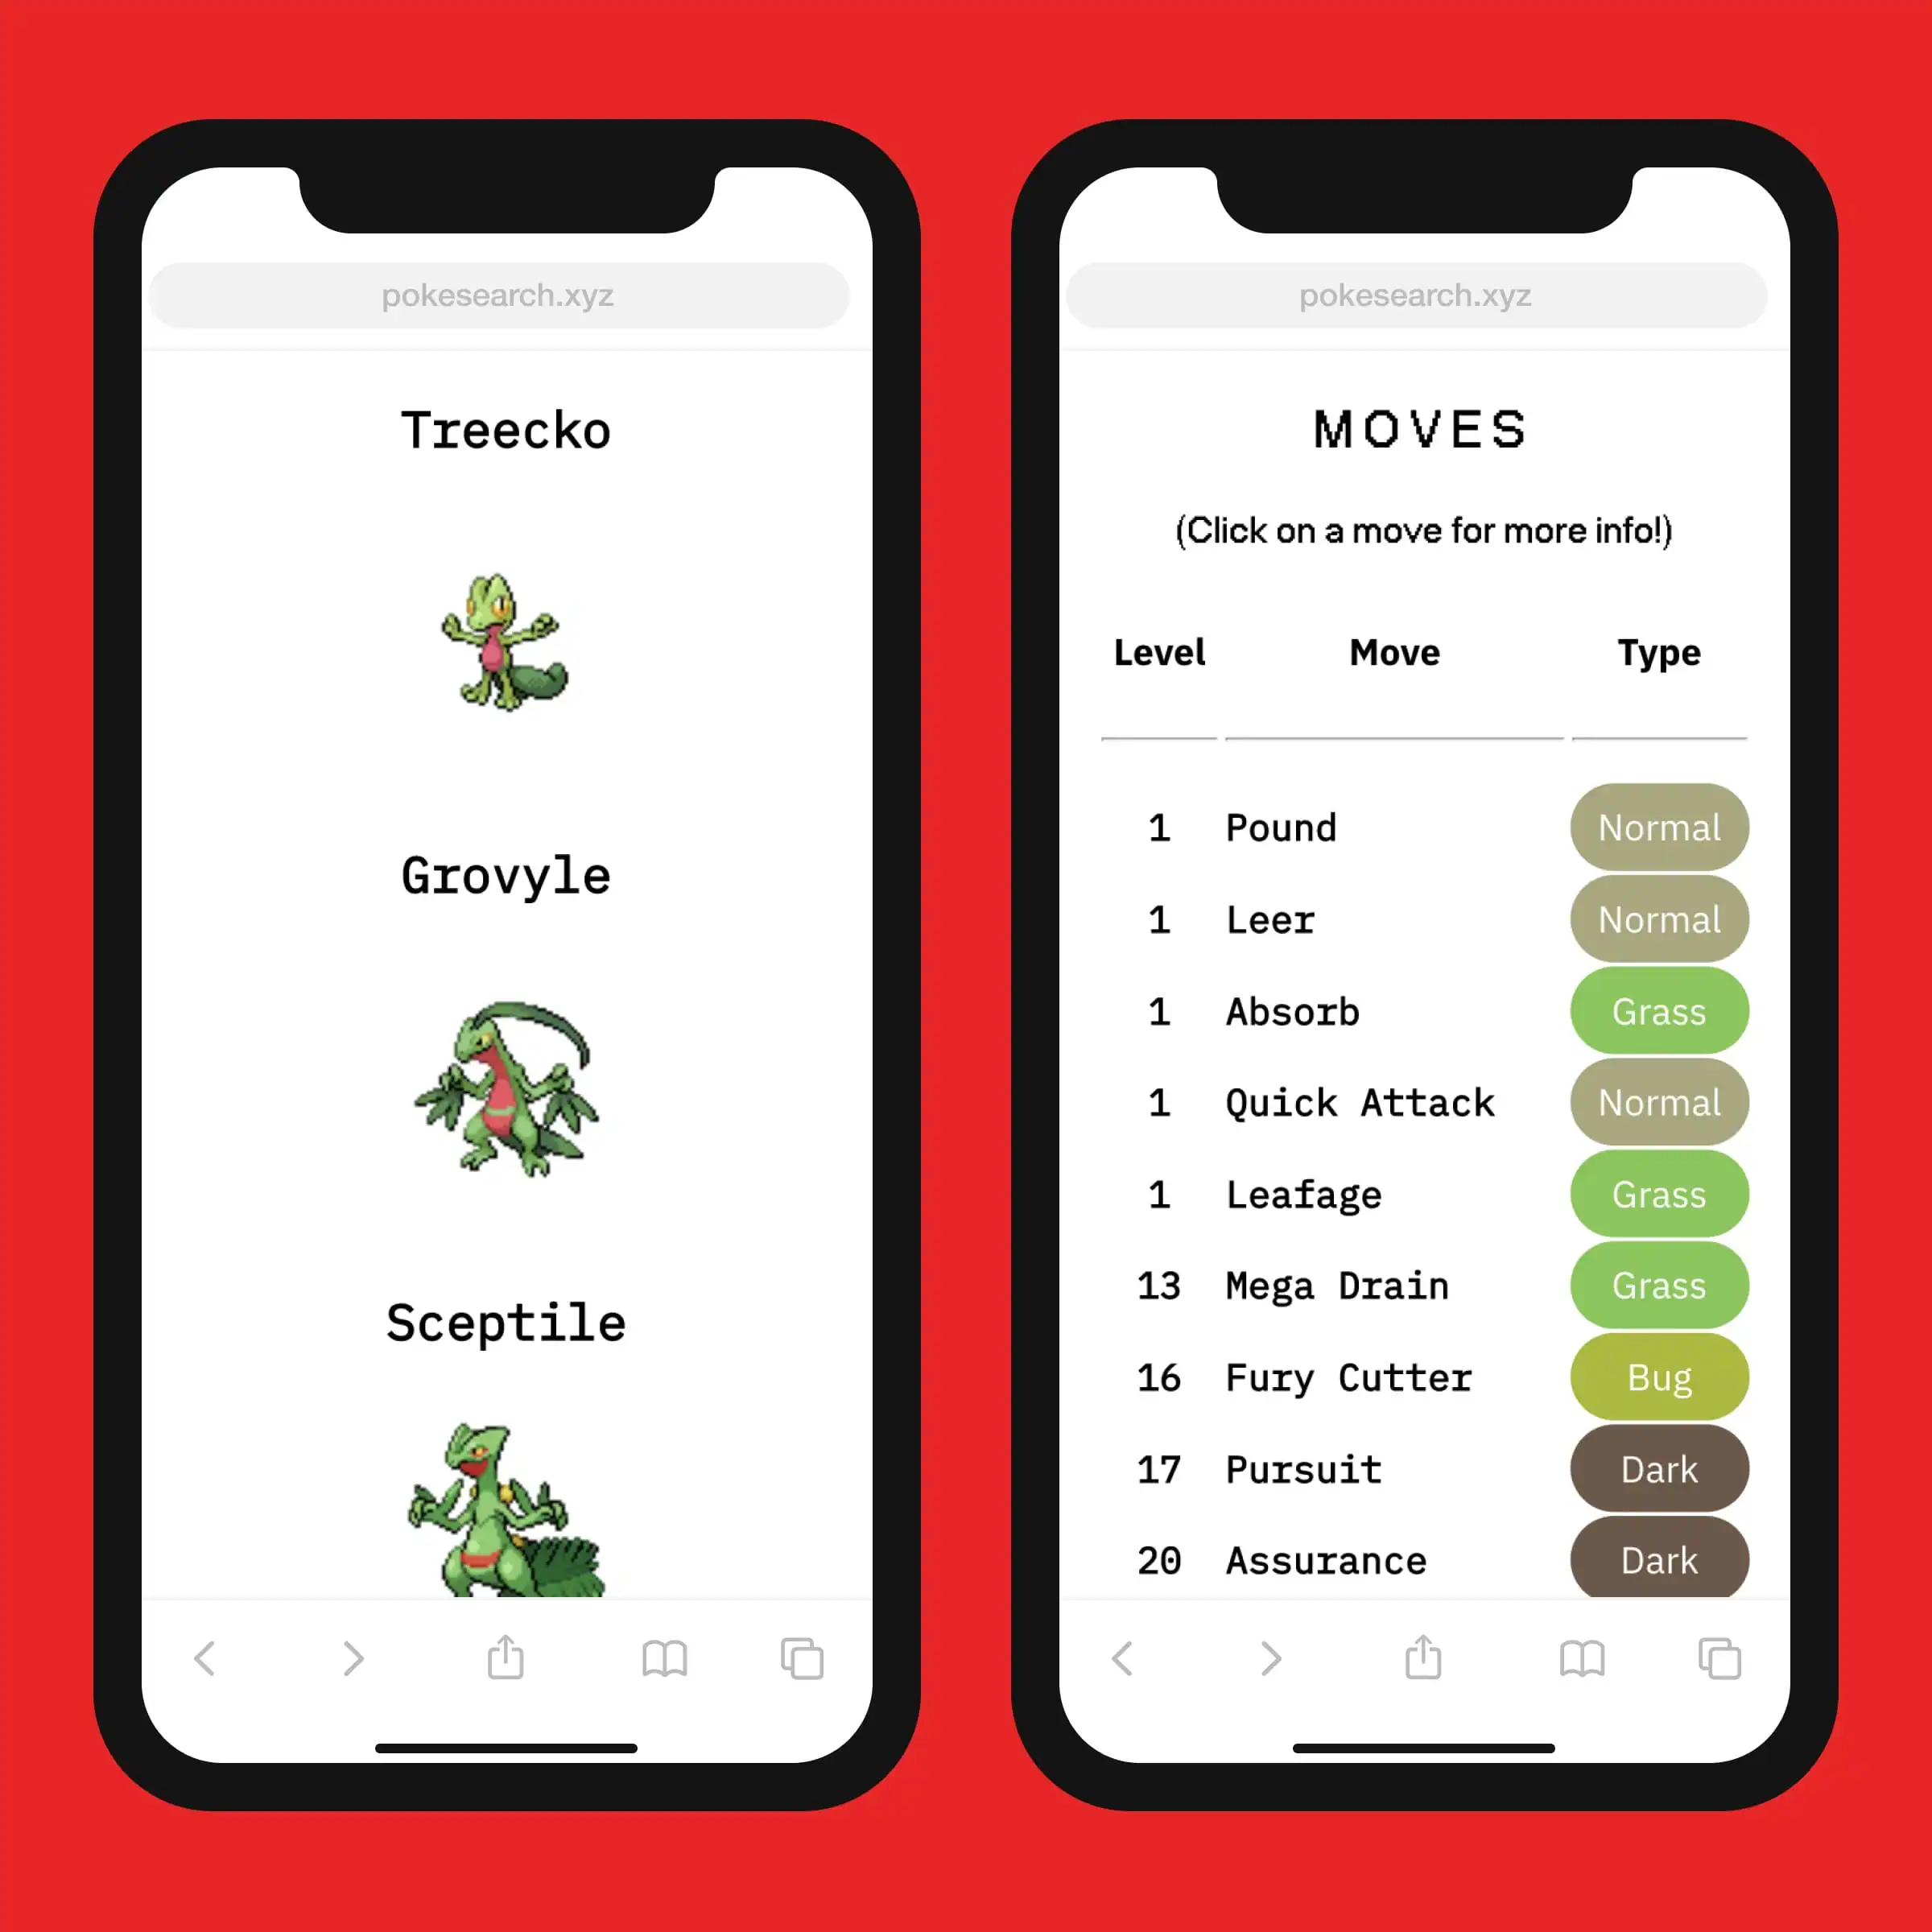 pokesearch.xyz
Treecko
Grovyle
Sceptile
pokesearch.xyz
MOVES
(Click on a move for more info!)
Level Move Type
1 Pound Normal
1 Leer Normal
1 Absorb Grass
1 Quick Attack Normal
1 Leafage Grass
13 Mega Drain Grass
16 Fury Cutter Bug
17 Pursuit Dark
20 Assurance Dark